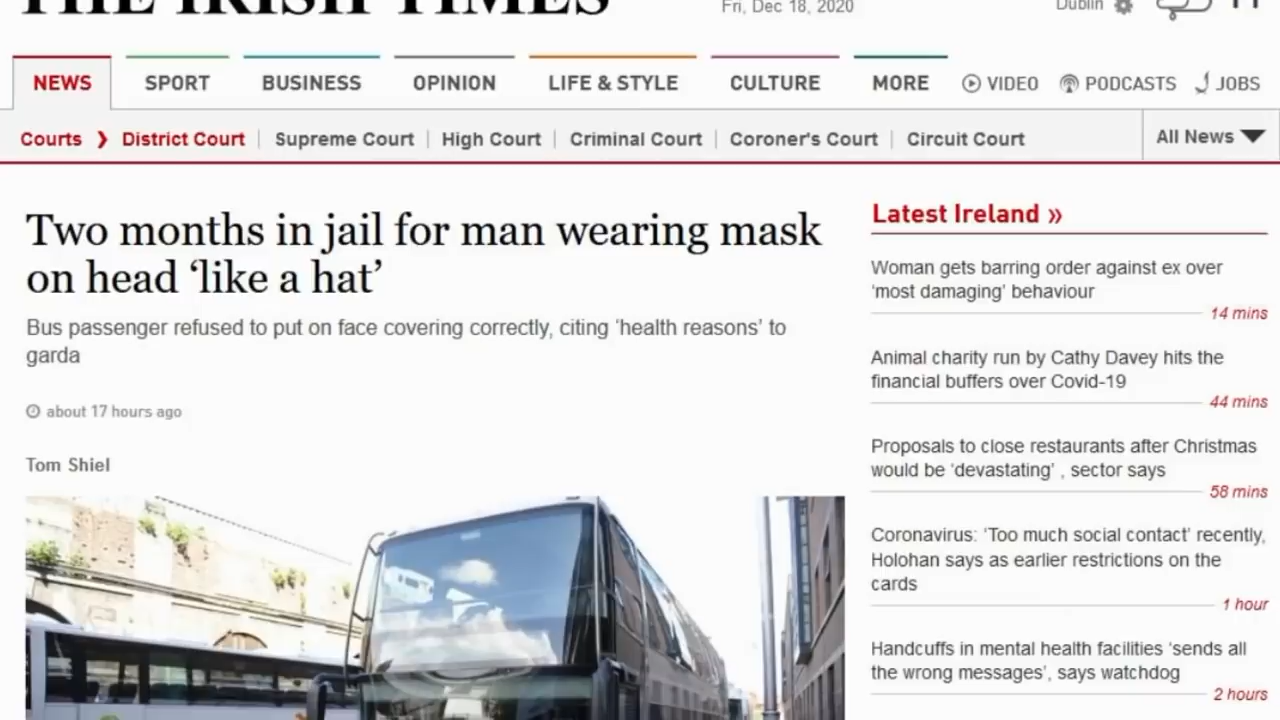 THE IRISH TIMES
Fri, Dec 18, 2020
Dublin
NEWS
SPORT
BUSINESS
OPINION
LIFE & STYLE
CULTURE
MORE
VIDEO
PODCASTS
JOBS
Courts ❯ District Court | Supreme Court | High Court | Criminal Court | Coroner's Court | Circuit Court
All News
Two months in jail for man wearing mask
on head ‘like a hat’
Bus passenger refused to put on face covering correctly, citing ‘health reasons’ to
garda
about 17 hours ago
Tom Shiel
Latest Ireland »
Woman gets barring order against ex over
‘most damaging’ behaviour
14 mins
Animal charity run by Cathy Davey hits the
financial buffers over Covid-19
44 mins
Proposals to close restaurants after Christmas
would be ‘devastating’ , sector says
58 mins
Coronavirus: ‘Too much social contact’ recently,
Holohan says as earlier restrictions on the
cards
1 hour
Handcuffs in mental health facilities ‘sends all
the wrong messages’, says watchdog
2 hours